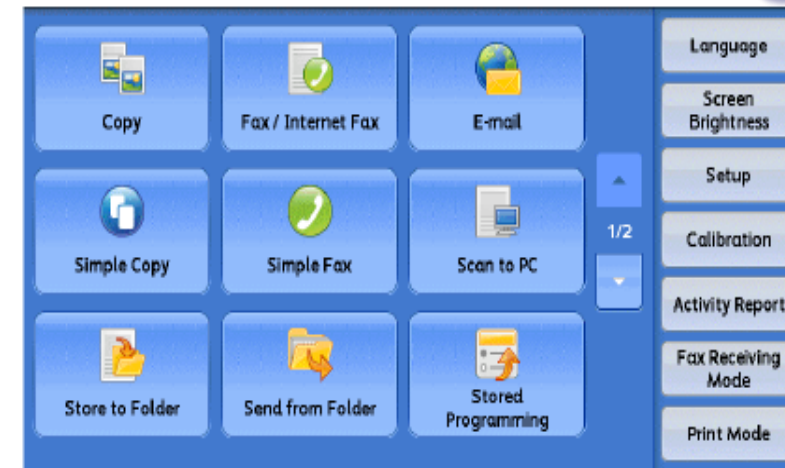 Copy
Fax / Internet Fax
E-mail
Simple Copy
Simple Fax
Scan to PC
Store to Folder
Send from Folder
Stored
Programming
1/2
Language
Screen
Brightness
Setup
Calibration
Activity Report
Fax Receiving
Mode
Print Mode